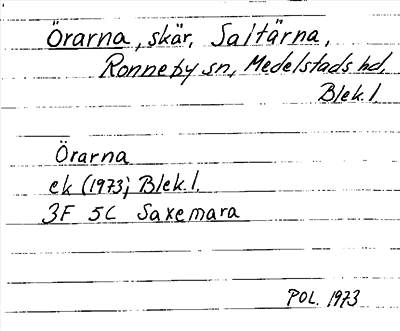 Örarna, skär, Saltärna,
Ronneby sn, Medelstads hd,
Blek.l.
Örarna
ek (1973) Blek.l.
3F 5C Saxemara
POL. 1973